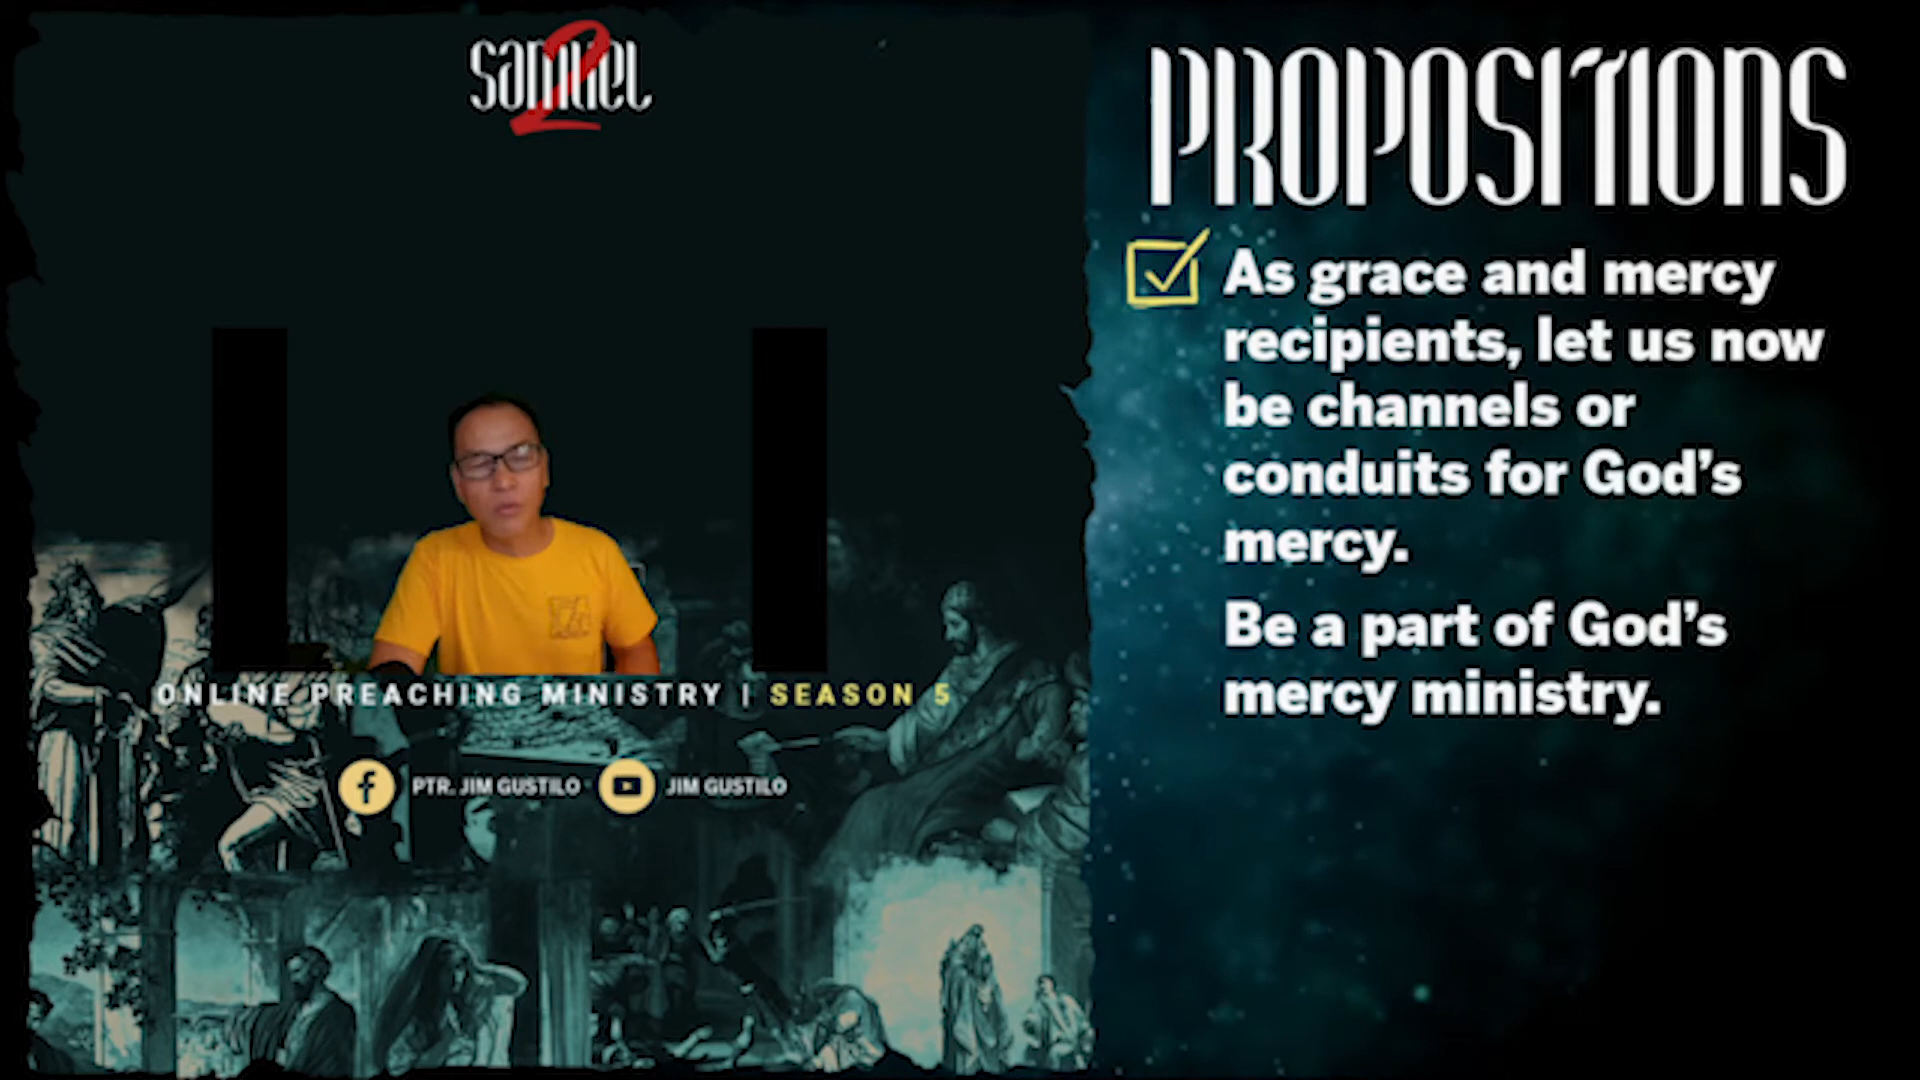 Samuel
2
ONLINE PREACHING MINISTRY | SEASON 5
PTR. JIM GUSTILO
JIM GUSTILO
PROPOSITIONS
As grace and mercy
recipients, let us now
be channels or
conduits for God’s
mercy.
Be a part of God’s
mercy ministry.